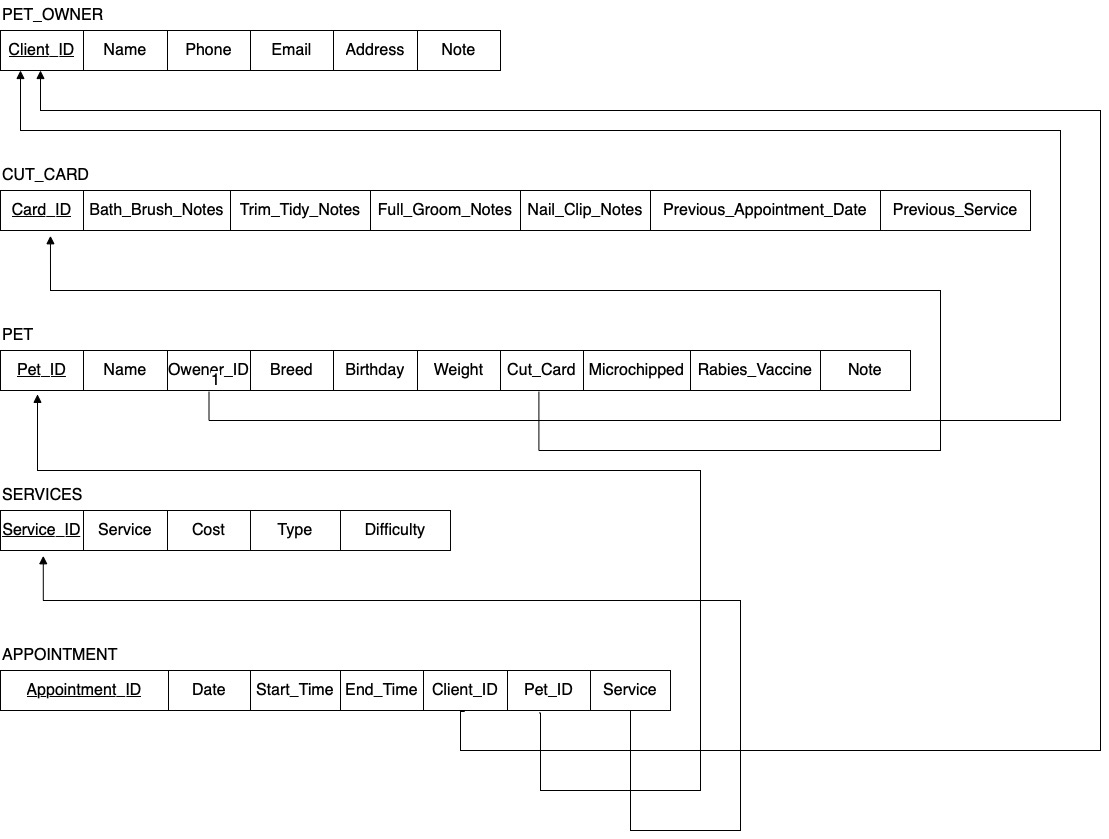 PET_OWNER
Client_ID Name Phone Email Address Note
CUT_CARD
Card_ID Bath_Brush_Notes Trim_Tidy_Notes Full_Groom_Notes Nail_Clip_Notes Previous_Appointment_Date Previous_Service
PET
Pet_ID Name Owener_ID Breed Birthday Weight Cut_Card Microchipped Rabies_Vaccine Note
1
SERVICES
Service_ID Service Cost Type Difficulty
APPOINTMENT
Appointment_ID Date Start_Time End_Time Client_ID Pet_ID Service